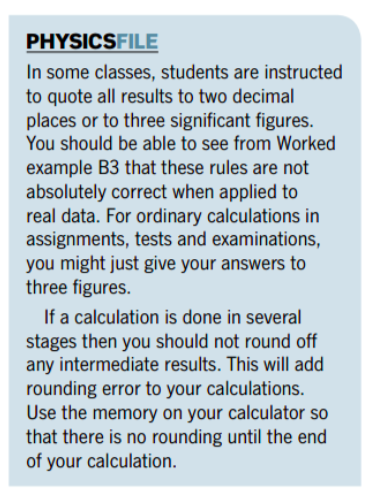 PHYSICSFILE
In some classes, students are instructed
to quote all results to two decimal
places or to three significant figures.
You should be able to see from Worked
example B3 that these rules are not
absolutely correct when applied to
real data. For ordinary calculations in
assignments, tests and examinations,
you might just give your answers to
three figures.
If a calculation is done in several
stages then you should not round off
any intermediate results. This will add
rounding error to your calculations.
Use the memory on your calculator so
that there is no rounding until the end
of your calculation.